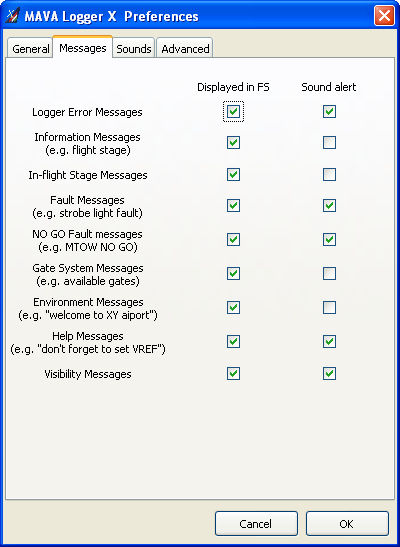 MAVA Logger X  Preferences
General Messages Sounds Advanced
Displayed in FS Sound alert
Logger Error Messages
Information Messages
(e.g. flight stage)
In-flight Stage Messages
Fault Messages
(e.g. strobe light fault)
NO GO Fault messages
(e.g. MTOW NO GO)
Gate System Messages
(e.g. available gates)
Environment Messages
(e.g. "welcome to XY aiport")
Help Messages
(e.g. "don't forget to set VREF")
Visibility Messages
Cancel OK